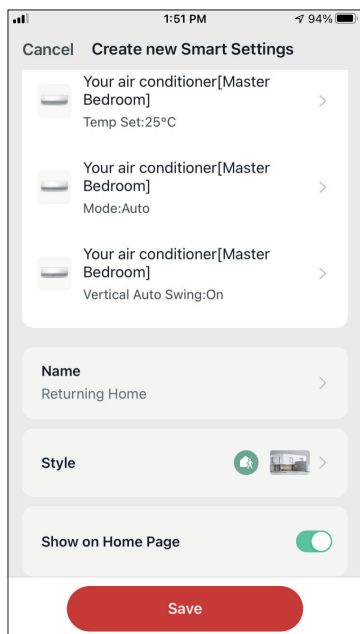 1:51 PM
94%
Cancel Create new Smart Settings
Your air conditioner[Master
Bedroom]
Temp Set:25°C
Your air conditioner[Master
Bedroom]
Mode:Auto
Your air conditioner[Master
Bedroom]
Vertical Auto Swing:On
Name
Returning Home
Style
Show on Home Page
Save